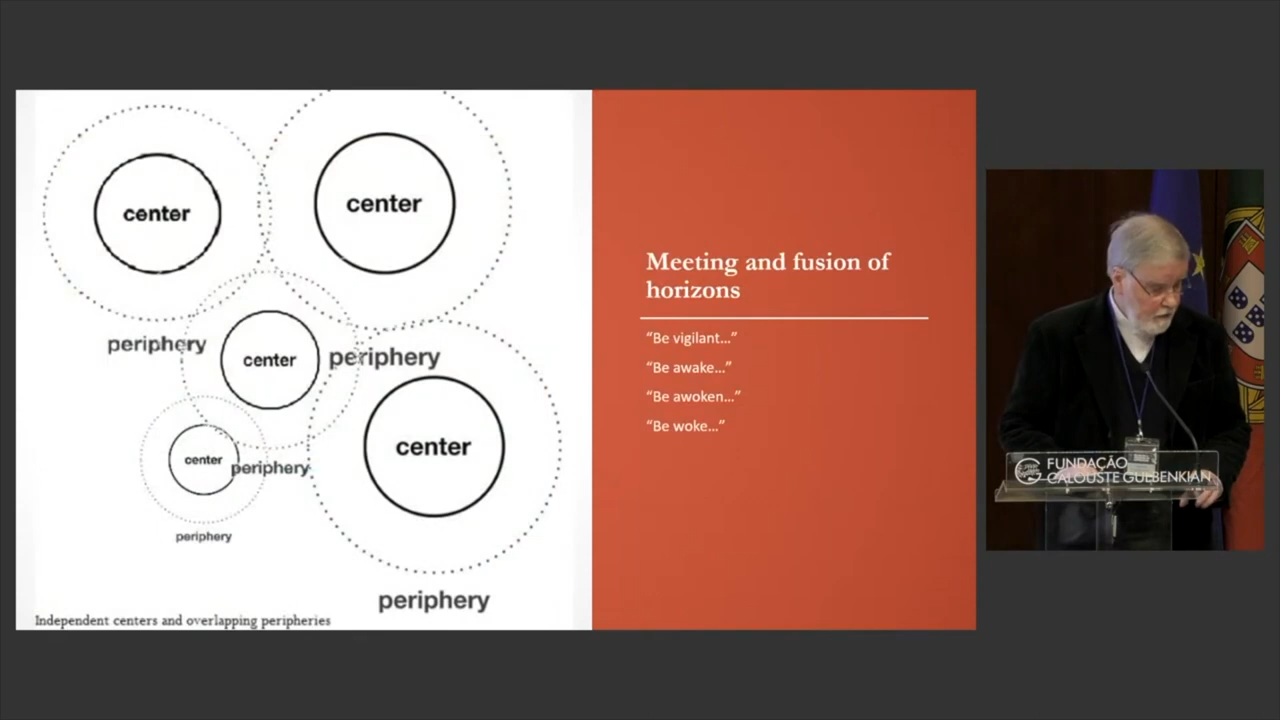 center
center
periphery
center
periphery
center
center
periphery
periphery
periphery
Independent centers and overlapping peripheries
Meeting and fusion of
horizons
“Be vigilant...”
“Be awake...”
“Be awoken...”
“Be woke...”
FUNDAÇÃO
CALOUSTE GULBENKIAN